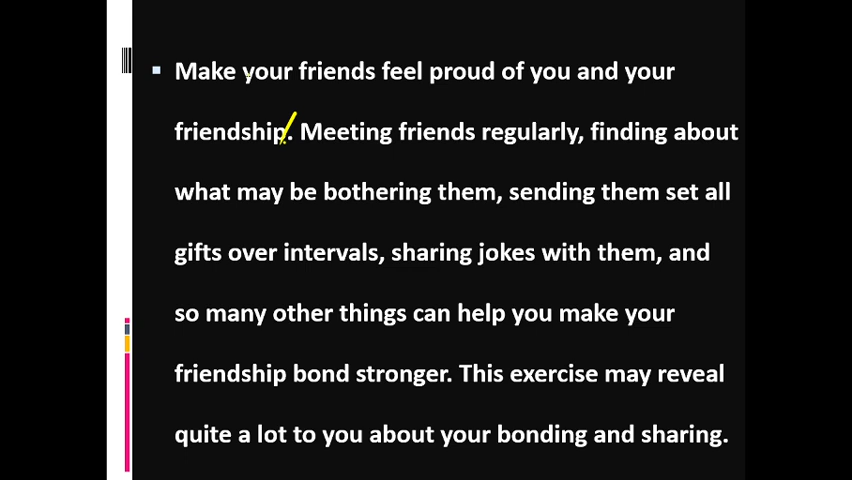 Make your friends feel proud of you and your
friendship. Meeting friends regularly, finding about
what may be bothering them, sending them set all
gifts over intervals, sharing jokes with them, and
so many other things can help you make your
friendship bond stronger. This exercise may reveal
quite a lot to you about your bonding and sharing.